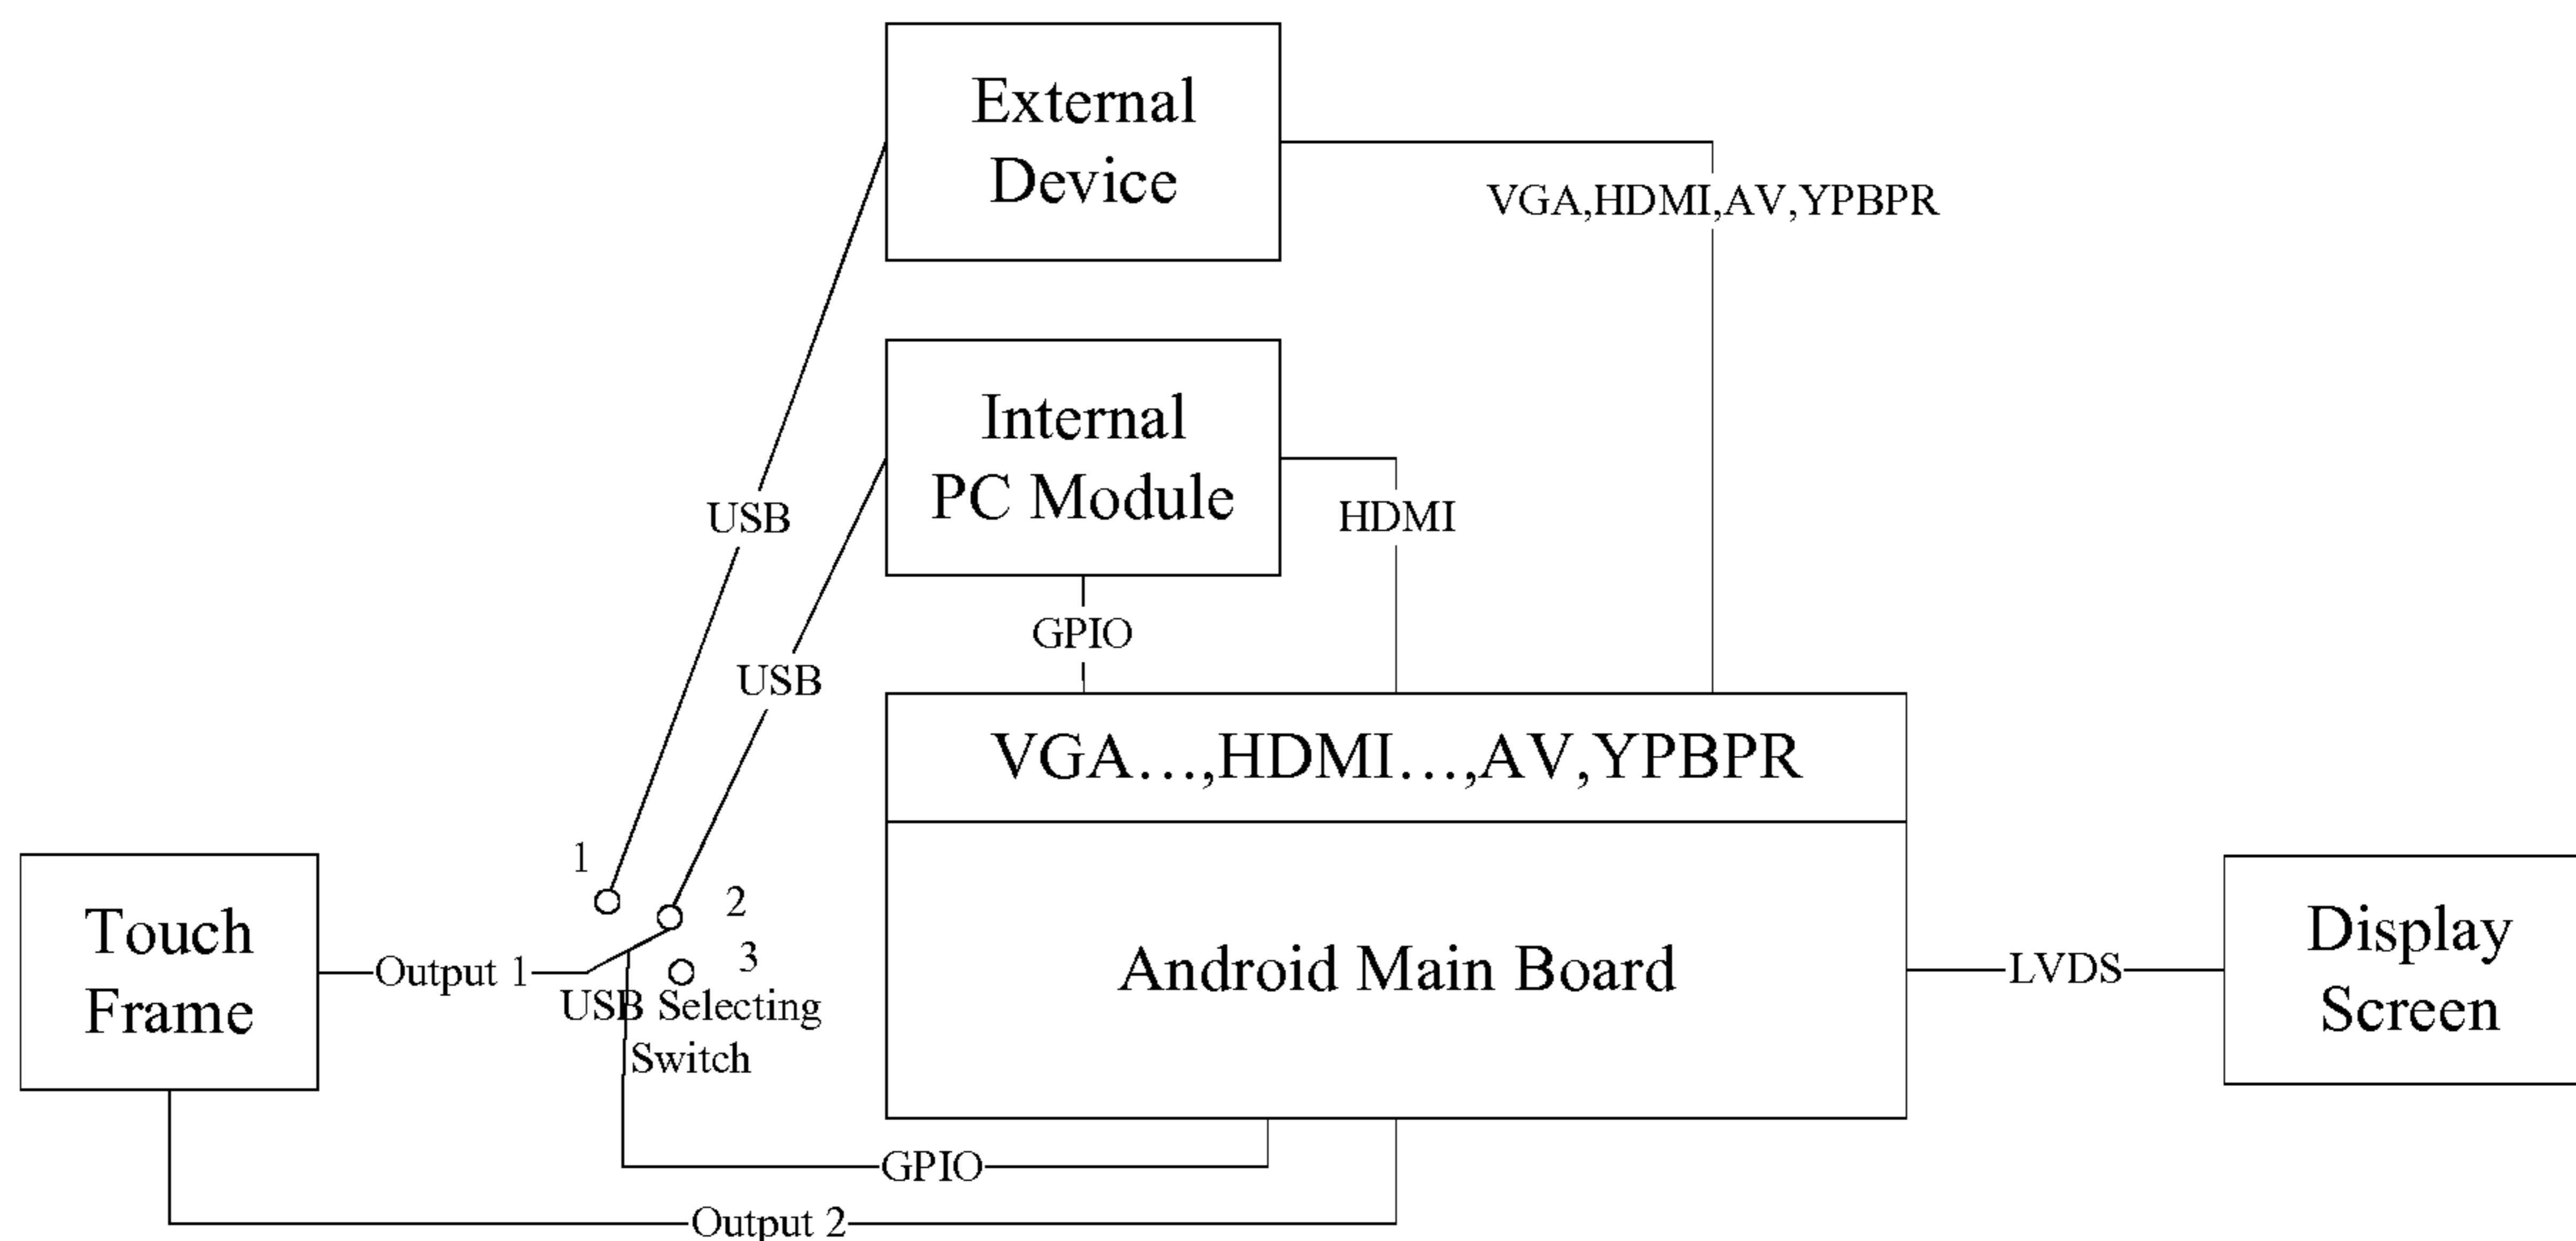 External
Device
VGA,HDMI,AV,YPBPR
Internal
PC Module
USB
HDMI
GPIO
USB
VGA...,HDMI...,AV,YPBPR
1
2
3
Touch
Frame
Output 1
USB Selecting
Switch
Android Main Board
LVDS
Display
Screen
GPIO
Output 2